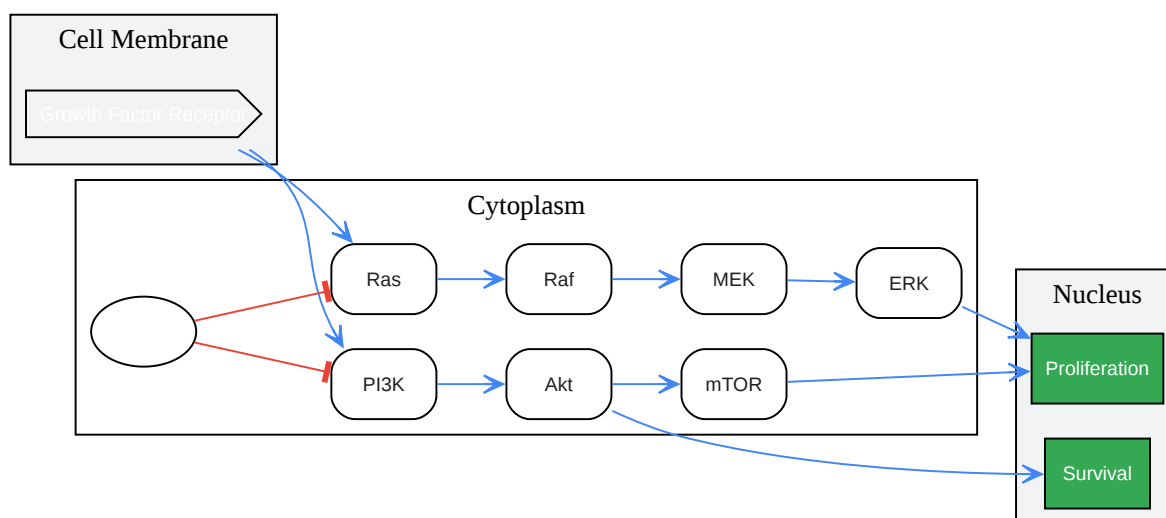 Cell Membrane
Growth Factor Receptor
Cytoplasm
Ras
Raf
MEK
ERK
PI3K
Akt
mTOR
Nucleus
Proliferation
Survival